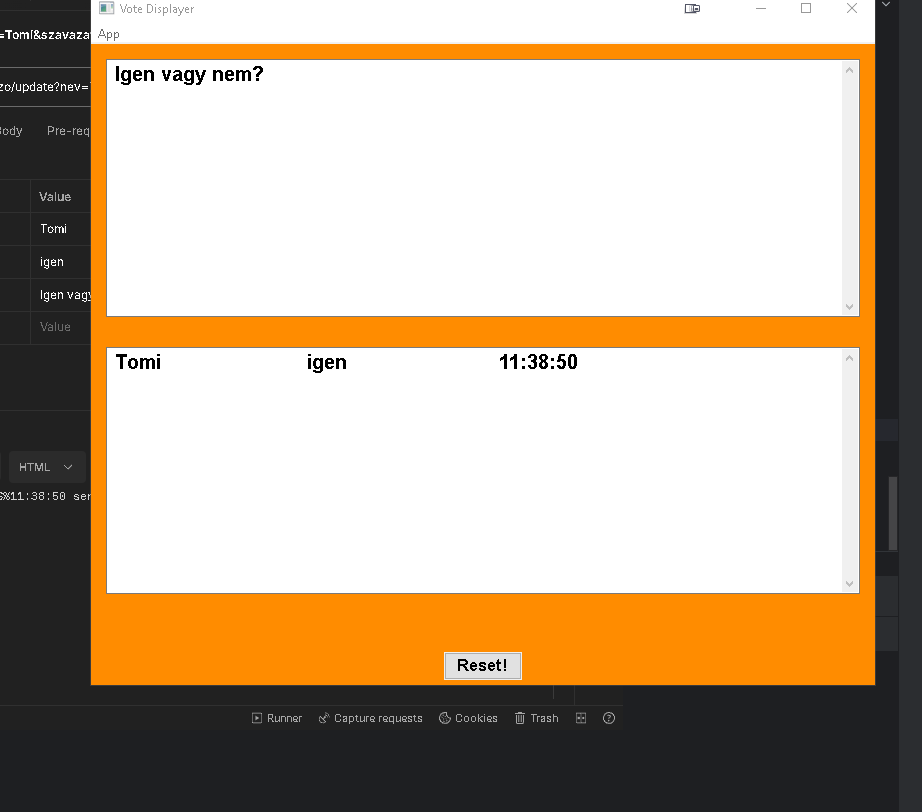 Vote Displayer
=Tomi&szavaza
App
zo/update?nev=
Igen vagy nem?
Body
Pre-req
Value
Tomi
igen
Igen vagy
Value
Tomi igen 11:38:50
HTML
%11:38:50 ser
Reset!
Runner Capture requests Cookies Trash